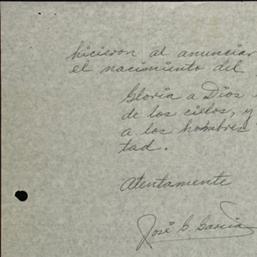 hicieron al anunciar
el nacimiento del
Gloria a Dios
de los cielos, y
a los hombres
tad.
Atentamente
José G. García